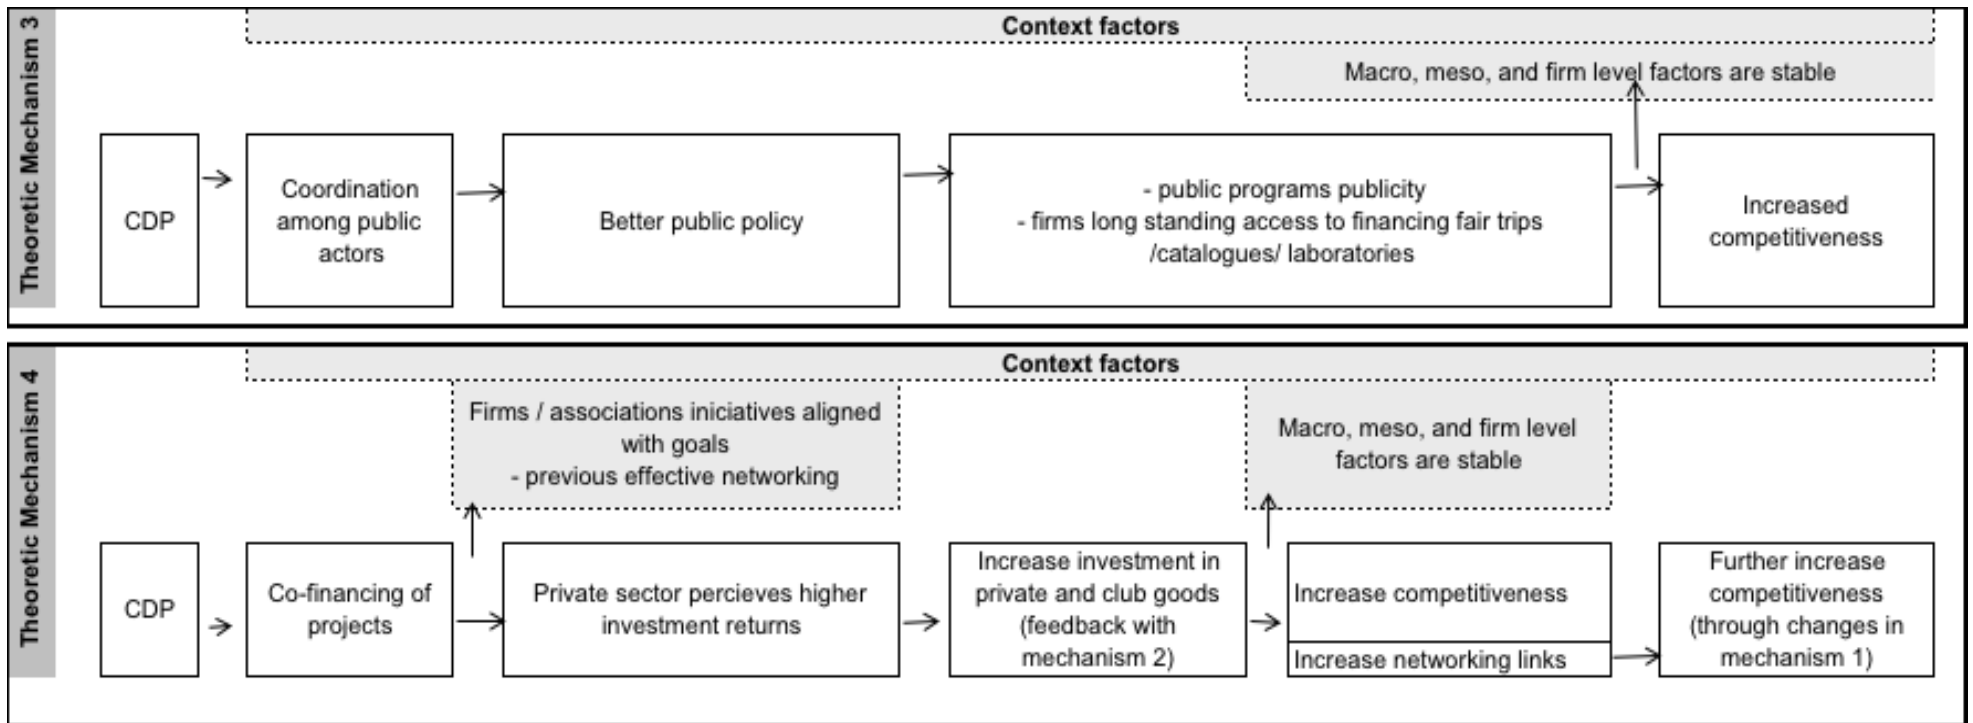 Theoretic Mechanism 3
Context factors
Macro, meso, and firm level factors are stable
CDP
Coordination
among public
actors
Better public policy
- public programs publicity
- firms long standing access to financing fair trips
/catalogues/ laboratories
Increased
competitiveness
Theoretic Mechanism 4
Context factors
Firms / associations iniciatives aligned
with goals
- previous effective networking
Macro, meso, and firm level
factors are stable
CDP
Co-financing of
projects
Private sector percieves higher
investment returns
Increase investment in
private and club goods
(feedback with
mechanism 2)
Increase competitiveness
Increase networking links
Further increase
competitiveness
(through changes in
mechanism 1)